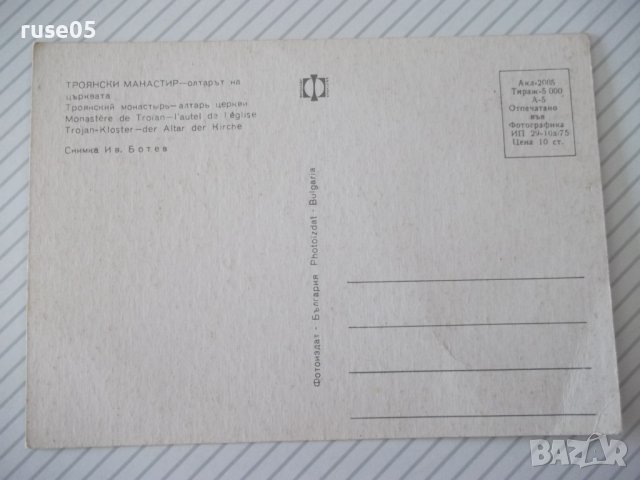 ruse05
ТРОЯНСКИ МАНАСТИР—олтарът на
църквата
Троянский монастырь—алтарь церкви
Monastère de Troian—l'autel de l'église
Trojan-Kloster—der Altar der Kirche
Снимка Ив. Ботев
Фотоиздат - България Photoizdat - Bulgaria
Акл-2005
Тираж-5 000
А-5
Отпечатано
във
Фотографика
ИП 29-10а/75
Цена 10 ст.
BAZAR